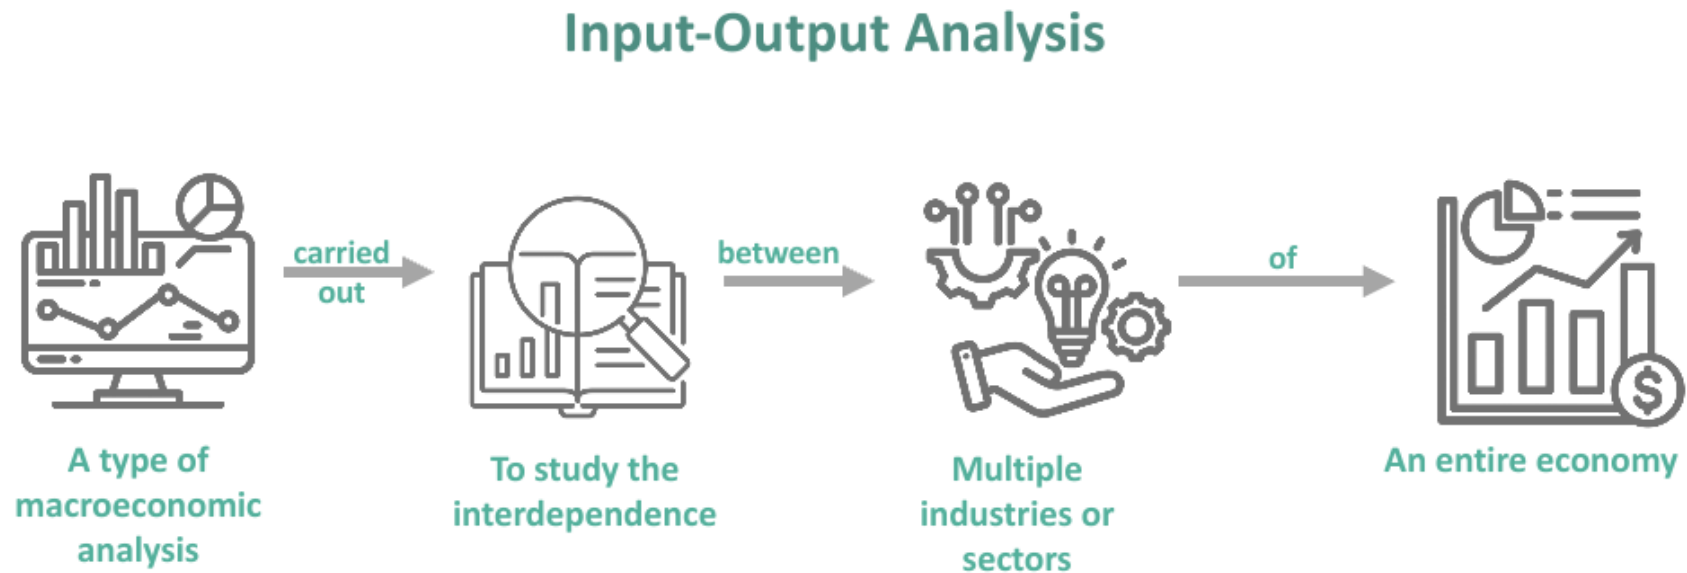 Input-Output Analysis
carried
out
between
of
A type of
macroeconomic
analysis
To study the
interdependence
Multiple
industries or
sectors
An entire economy
$